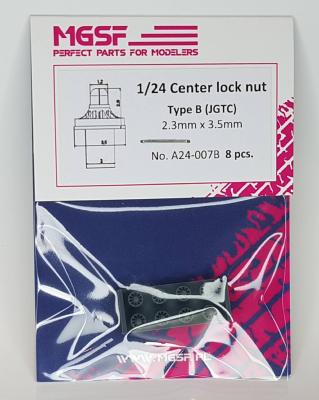 MGSF
PERFECT PARTS FOR MODELERS
1/24 Center lock nut
Type B (JGTC)
2.3mm x 3.5mm
No. A24-007B 8 pcs.
WWW.MGSF.PL